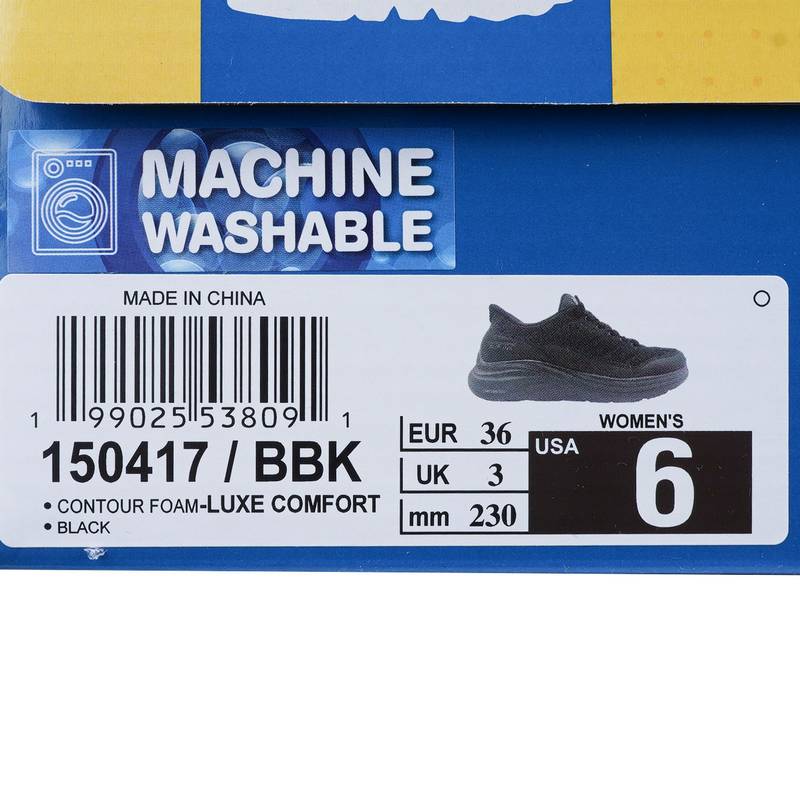 MACHINE
WASHABLE
MADE IN CHINA
1 99025 53809 1
150417 / BBK
• CONTOUR FOAM-LUXE COMFORT
• BLACK
EUR 36
UK 3
mm 230
WOMEN'S
USA 6